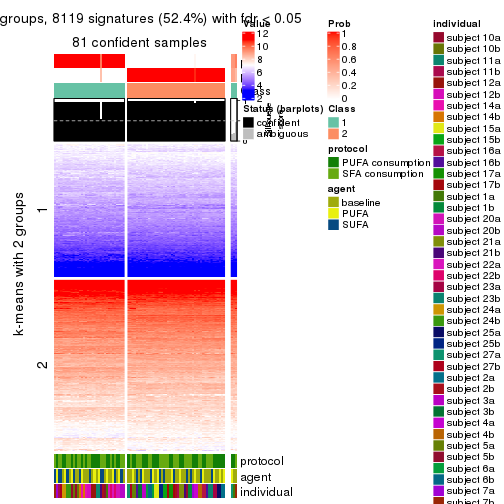 groups, 8119 signatures (52.4%) with fdr < 0.05
81 confident samples
k-means with 2 groups
1
2
protocol
agent
individual
Value
12
10
8
6
4
2
Status (barplots)
confident
ambiguous
Prob
1
0.8
0.6
0.4
0.2
0
Class
1
2
protocol
PUFA consumption
SFA consumption
agent
baseline
PUFA
SUFA
individual
subject 10a
subject 10b
subject 11a
subject 11b
subject 12a
subject 12b
subject 14a
subject 14b
subject 15a
subject 15b
subject 16a
subject 16b
subject 17a
subject 17b
subject 1a
subject 1b
subject 20a
subject 20b
subject 21a
subject 21b
subject 22a
subject 22b
subject 23a
subject 23b
subject 24a
subject 24b
subject 25a
subject 25b
subject 27a
subject 27b
subject 2a
subject 2b
subject 3a
subject 3b
subject 4a
subject 4b
subject 5a
subject 5b
subject 6a
subject 6b
subject 7a
subject 7b